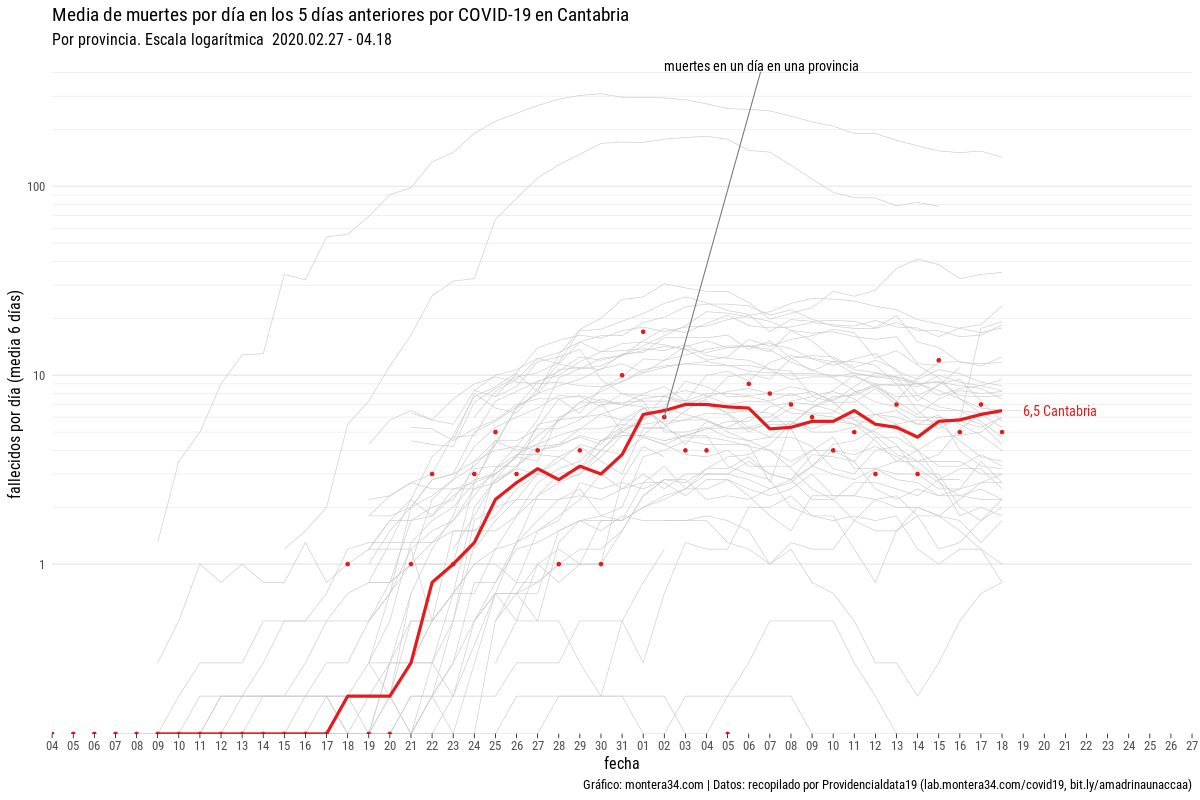 Media de muertes por día en los 5 días anteriores por COVID-19 en Cantabria
Por provincia. Escala logarítmica 2020.02.27 - 04.18
muertes en un día en una provincia
100
10
1
fallecidos por día (media 6 días)
6,5 Cantabria
04 05 06 07 08 09 10 11 12 13 14 15 16 17 18 19 20 21 22 23 24 25 26 27 28 29 30 31 01 02 03 04 05 06 07 08 09 10 11 12 13 14 15 16 17 18 19 20 21 22 23 24 25 26 27
fecha
Gráfico: montera34.com | Datos: recopilado por Providencialdata19 (lab.montera34.com/covid19, bit.ly/amadrinaunaccaa)